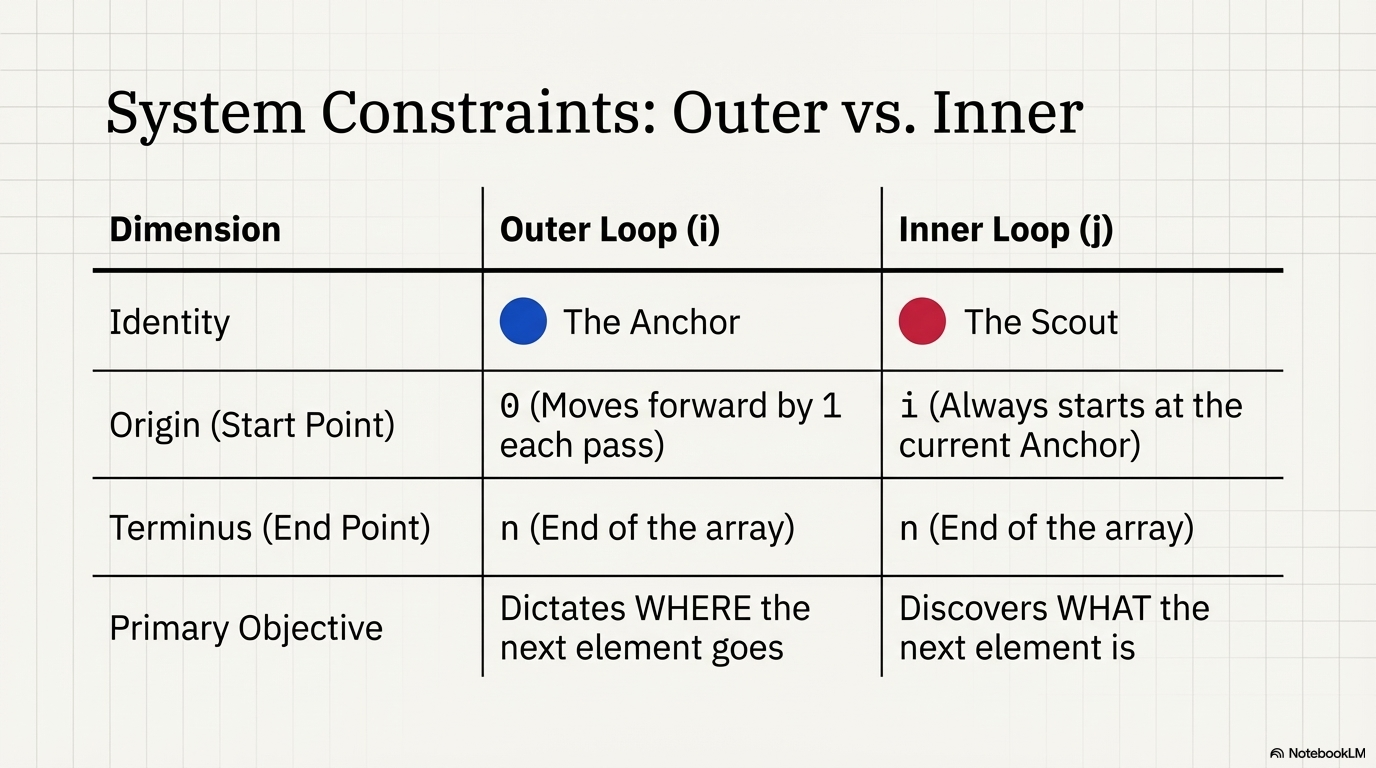 System Constraints: Outer vs. Inner
Dimension
Outer Loop (i)
Inner Loop (j)
Identity
The Anchor
The Scout
Origin (Start Point)
0 (Moves forward by 1
each pass)
i (Always starts at the
current Anchor)
Terminus (End Point)
n (End of the array)
n (End of the array)
Primary Objective
Dictates WHERE the
next element goes
Discovers WHAT the
next element is
NotebookLM